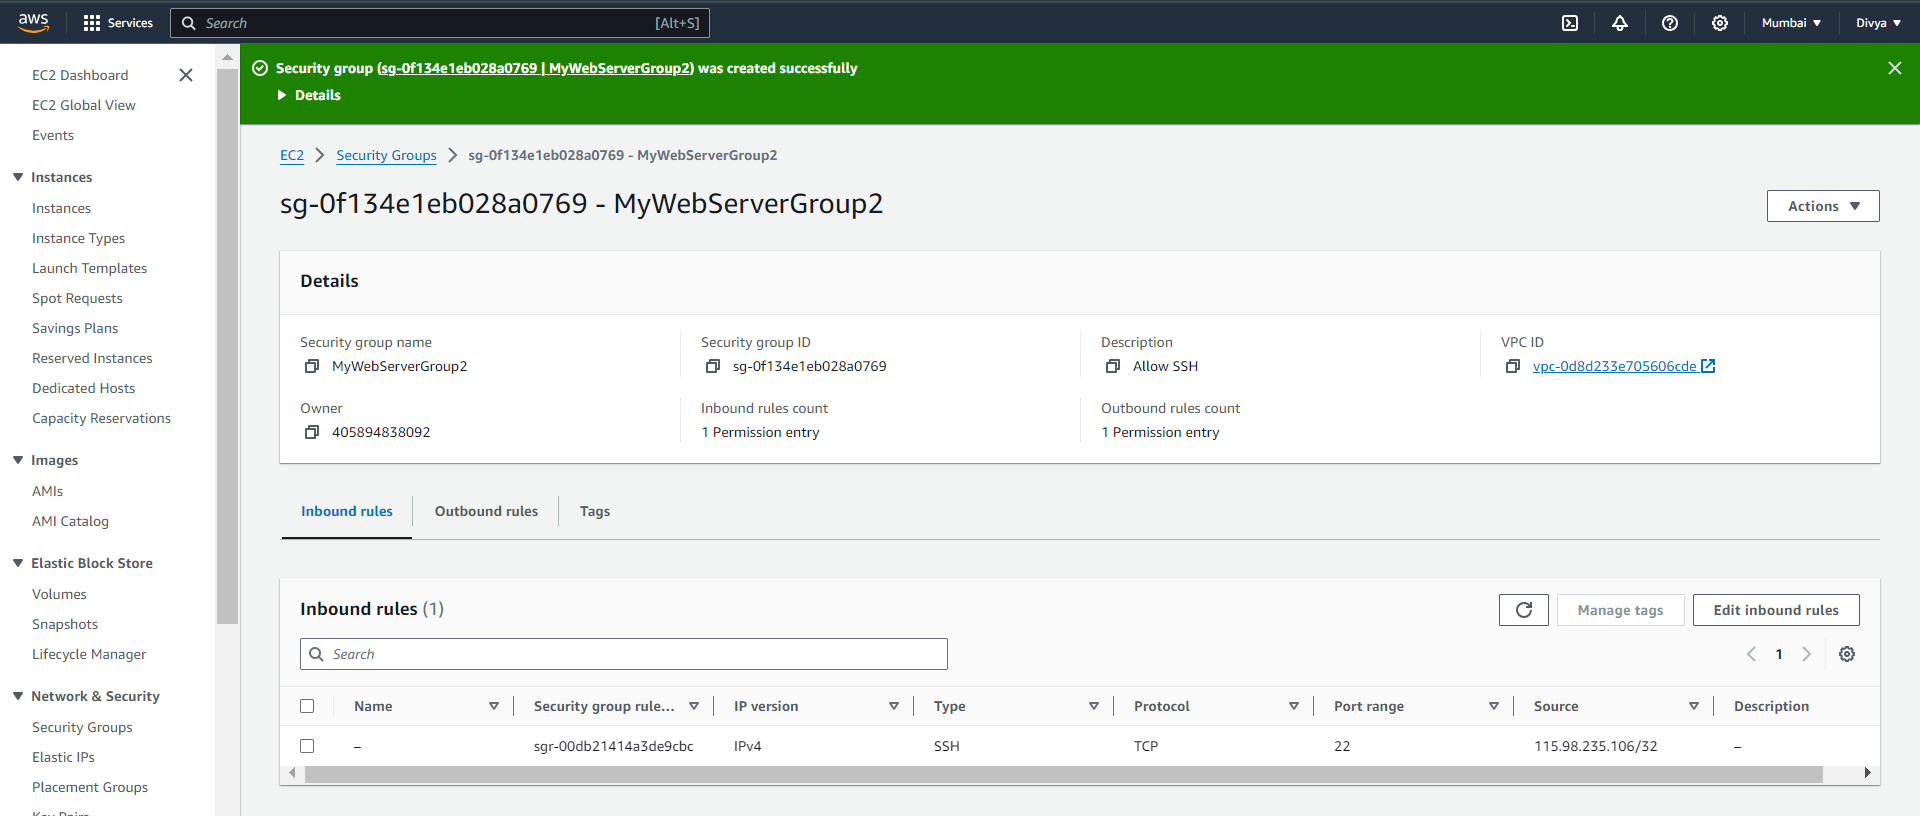 aws
Services
Search
[Alt+S]
Mumbai
Divya
EC2 Dashboard
EC2 Global View
Events
Instances
Instances
Instance Types
Launch Templates
Spot Requests
Savings Plans
Reserved Instances
Dedicated Hosts
Capacity Reservations
Images
AMIs
AMI Catalog
Elastic Block Store
Volumes
Snapshots
Lifecycle Manager
Network & Security
Security Groups
Elastic IPs
Placement Groups
Key Pairs
Security group (sg-0f134e1eb028a0769 | MyWebServerGroup2) was created successfully
Details
EC2 > Security Groups > sg-0f134e1eb028a0769 - MyWebServerGroup2
sg-0f134e1eb028a0769 - MyWebServerGroup2
Actions
Details
Security group name
MyWebServerGroup2
Security group ID
sg-0f134e1eb028a0769
Description
Allow SSH
VPC ID
vpc-0d8d233e705606cde
Owner
405894838092
Inbound rules count
1 Permission entry
Outbound rules count
1 Permission entry
Inbound rules
Outbound rules
Tags
Inbound rules (1)
Manage tags
Edit inbound rules
Search
1
Name Security group rule... IP version Type Protocol Port range Source Description
– sgr-00db21414a3de9cbc IPv4 SSH TCP 22 115.98.235.106/32 –